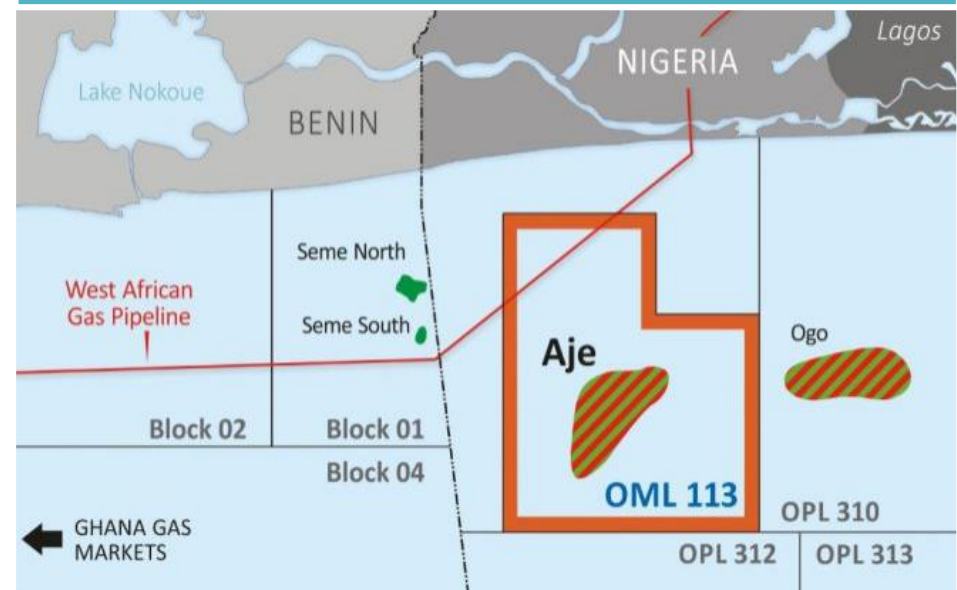 Lagos
NIGERIA
Lake Nokoue
BENIN
Seme North
West African
Gas Pipeline
Seme South
Ogo
Aje
Block 02
Block 01
Block 04
OML 113
OPL 310
GHANA GAS
MARKETS
OPL 312
OPL 313